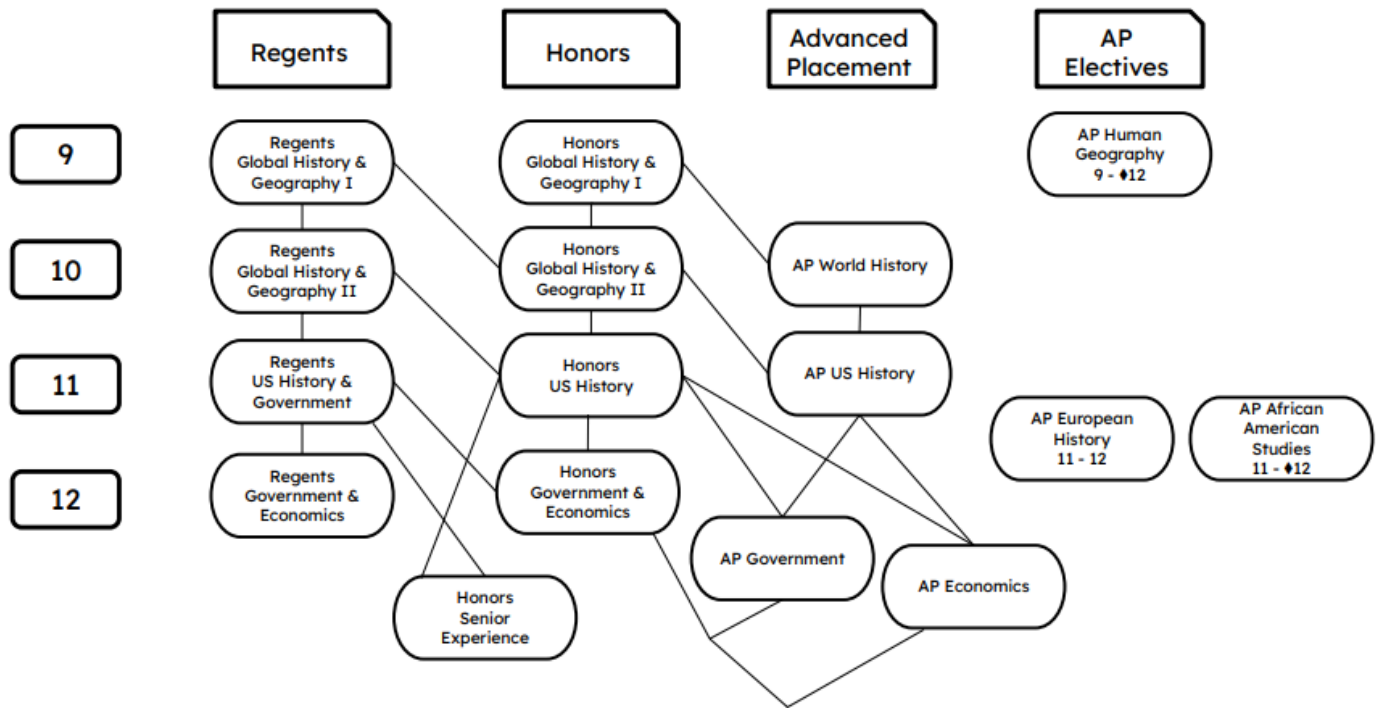 Regents
Honors
Advanced
Placement
AP
Electives
9
Regents
Global History &
Geography I
Honors
Global History &
Geography I
AP Human
Geography
9 - ♦12
10
Regents
Global History &
Geography II
Honors
Global History &
Geography II
AP World History
11
Regents
US History &
Government
Honors
US History
AP US History
AP European
History
11 - 12
AP African
American
Studies
11 - ♦12
12
Regents
Government &
Economics
Honors
Government &
Economics
AP Government
AP Economics
Honors
Senior
Experience